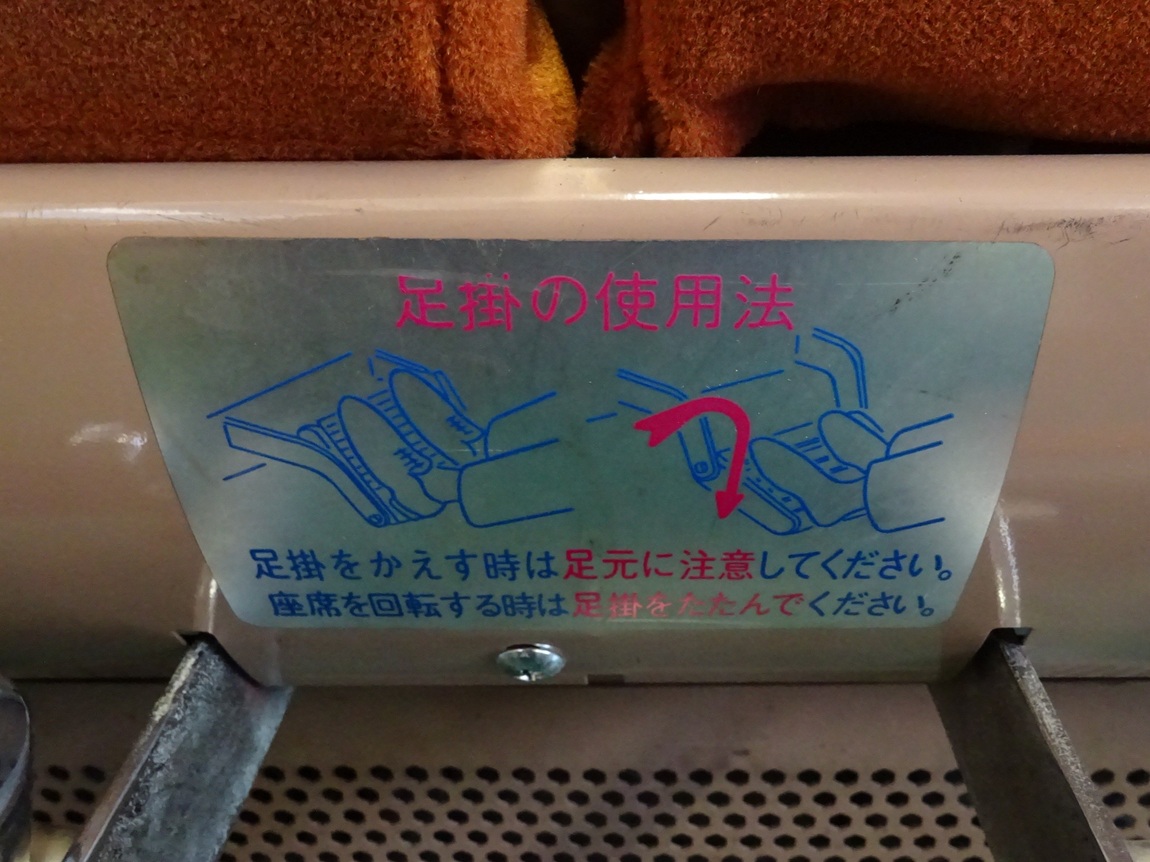 足掛の使用法
足掛をかえす時は足元に注意してください。
座席を回転する時は足掛をたたんでください。